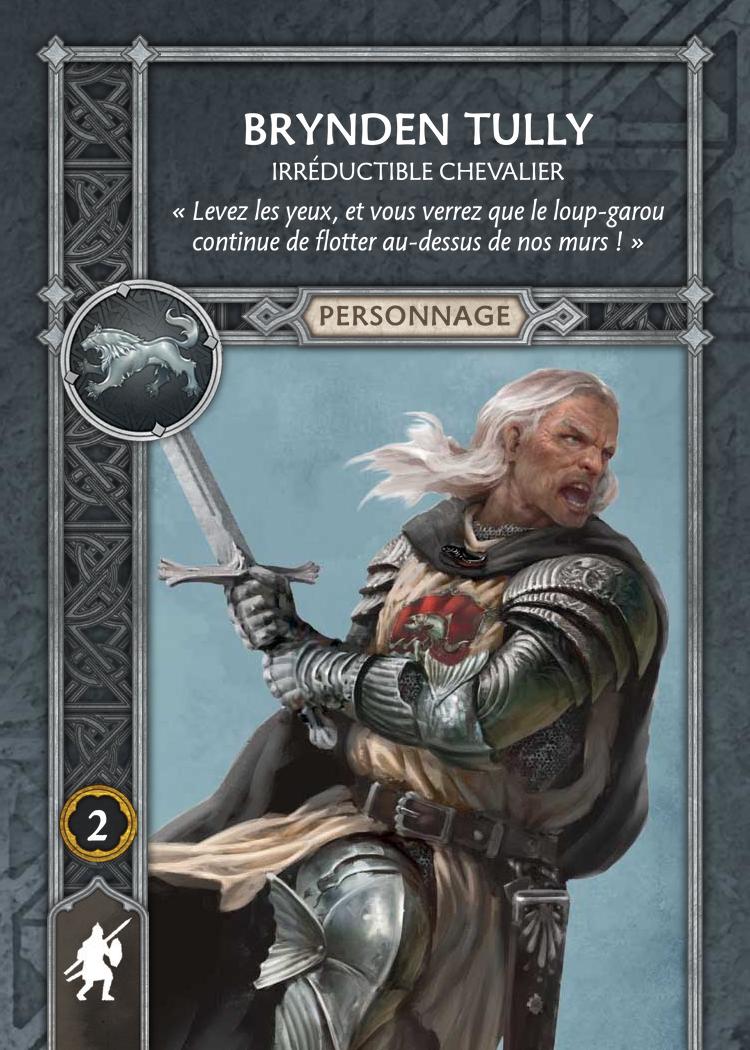 BRYNDEN TULLY
IRRÉDUCTIBLE CHEVALIER
« Levez les yeux, et vous verrez que le loup-garou
continue de flotter au-dessus de nos murs ! »
PERSONNAGE
2